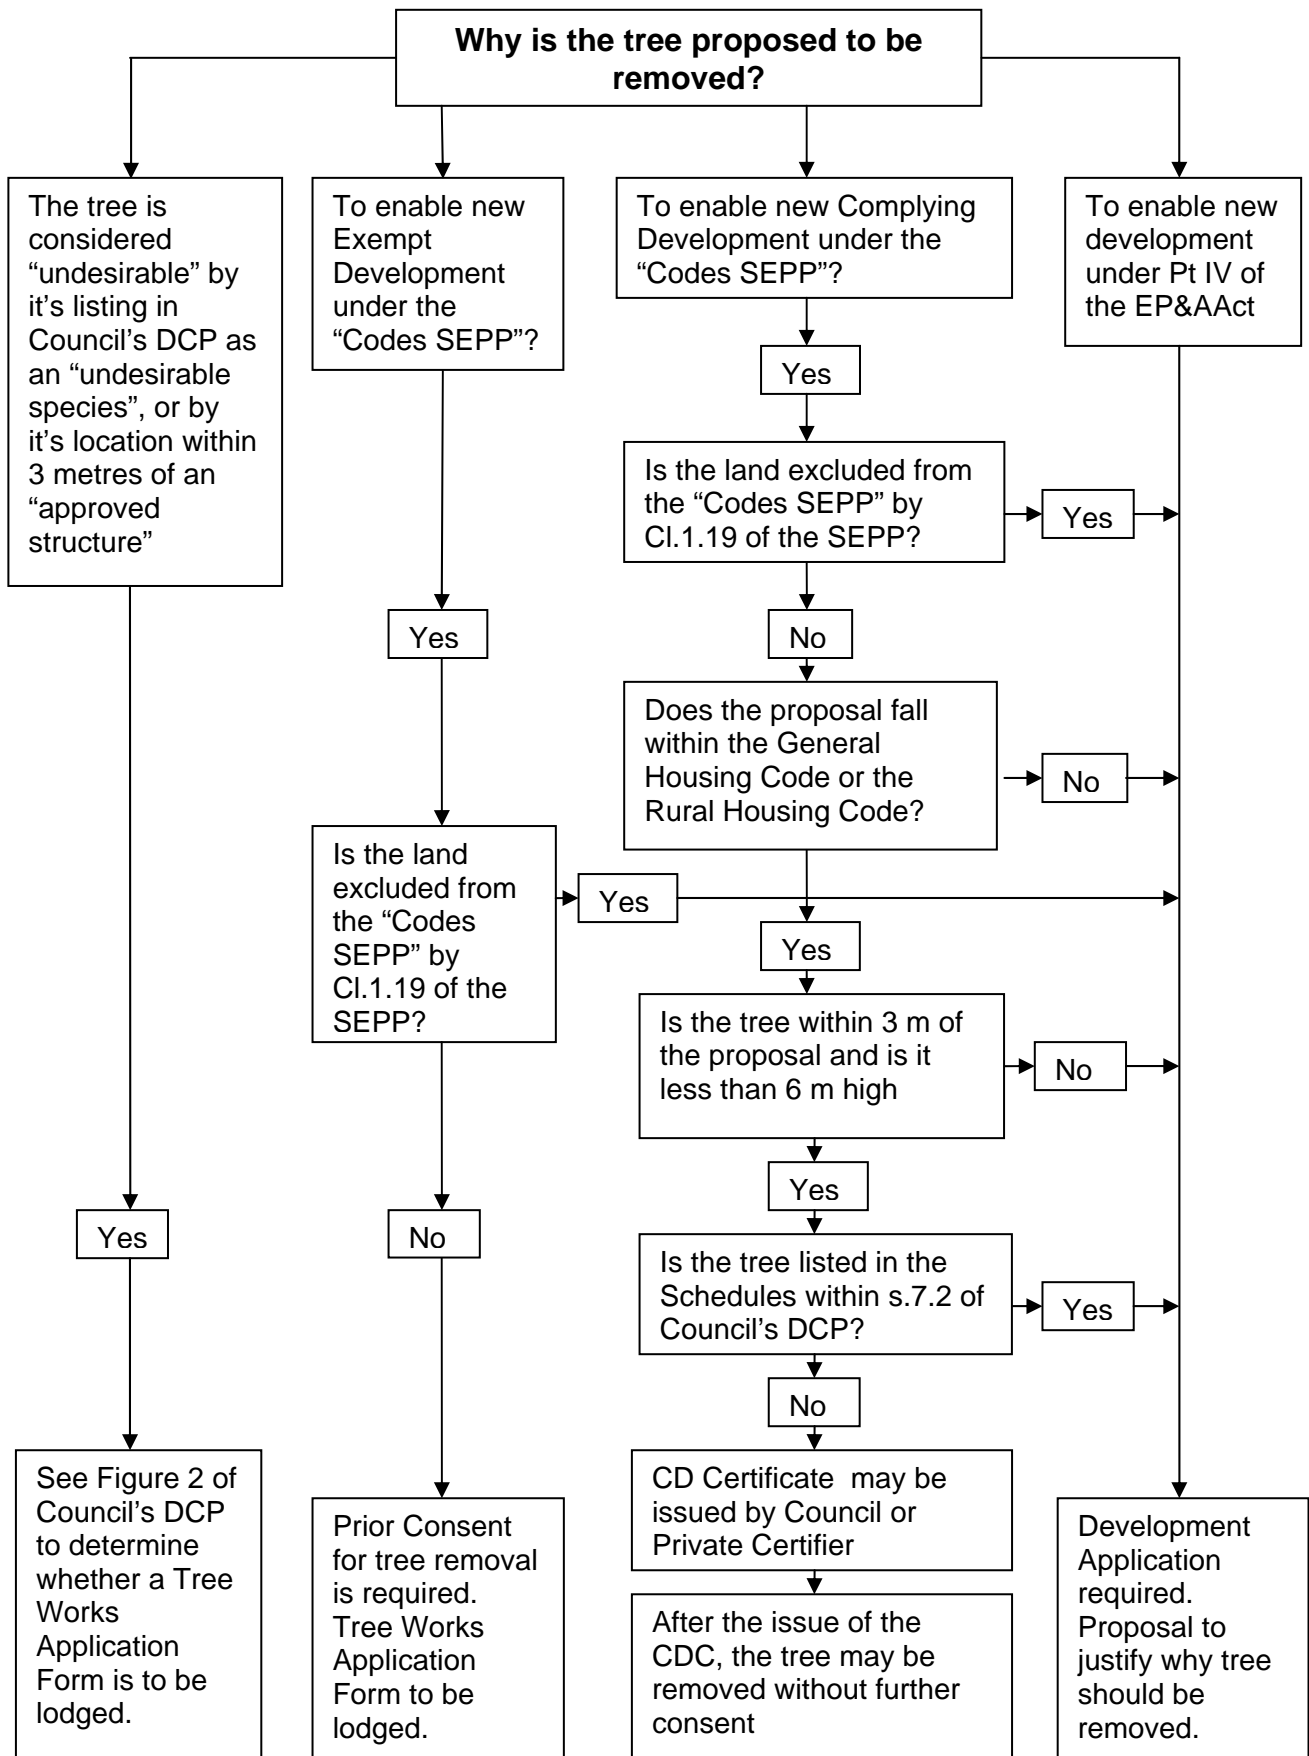 Why is the tree proposed to be
removed?
The tree is
considered
“undesirable” by
it’s listing in
Council’s DCP as
an “undesirable
species”, or by
it’s location within
3 metres of an
“approved
structure”
To enable new
Exempt
Development
under the
“Codes SEPP”?
To enable new Complying
Development under the
“Codes SEPP”?
To enable new
development
under Pt IV of
the EP&AAct
Yes
Is the land excluded from
the “Codes SEPP” by
Cl.1.19 of the SEPP?
Yes
Yes
No
Does the proposal fall
within the General
Housing Code or the
Rural Housing Code?
No
Is the land
excluded from
the “Codes
SEPP” by
Cl.1.19 of the
SEPP?
Yes
Yes
Is the tree within 3 m of
the proposal and is it
less than 6 m high
No
Yes
Yes
No
Is the tree listed in the
Schedules within s.7.2 of
Council’s DCP?
Yes
No
See Figure 2 of
Council’s DCP
to determine
whether a Tree
Works
Application
Form is to be
lodged.
Prior Consent
for tree removal
is required.
Tree Works
Application
Form to be
lodged.
CD Certificate  may be
issued by Council or
Private Certifier
After the issue of the
CDC, the tree may be
removed without further
consent
Development
Application
required.
Proposal to
justify why tree
should be
removed.